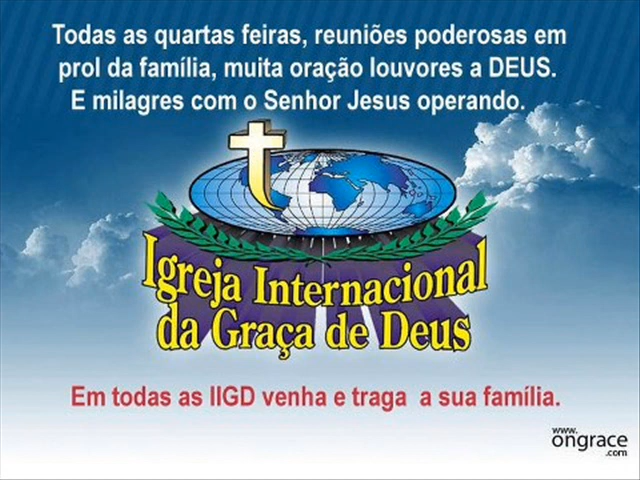 Todas as quartas feiras, reuniões poderosas em
prol da família, muita oração louvores a DEUS.
E milagres com o Senhor Jesus operando.
Igreja Internacional
da Graça de Deus
Em todas as IIGD venha e traga a sua família.
www.
ongrace
.com